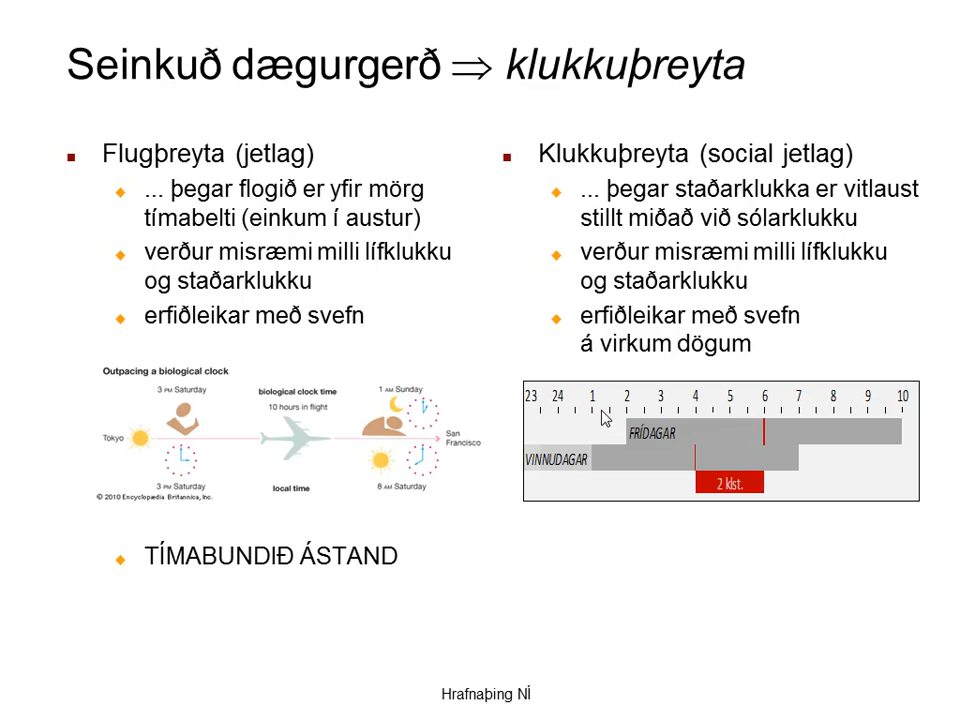 Seinkuð dægurgerð ⇒ klukkuþreyta
Flugþreyta (jetlag)
... þegar flogið er yfir mörg
tímabelti (einkum í austur)
verður misræmi milli lífklukku
og staðarklukku
erfiðleikar með svefn
Outpacing a biological clock
3 PM Saturday
biological clock time
1 AM Sunday
10 hours in flight
Tokyo
San
Francisco
3 PM Saturday
local time
8 AM Saturday
© 2010 Encyclopædia Britannica, Inc.
TÍMABUNDIÐ ÁSTAND
Klukkuþreyta (social jetlag)
... þegar staðarklukka er vitlaust
stillt miðað við sólarklukku
verður misræmi milli lífklukku
og staðarklukku
erfiðleikar með svefn
á virkum dögum
23 24 1 2 3 4 5 6 7 8 9 10
FRÍDAGAR
VINNUDAGAR
2 klst.
Hrafnaþing NÍ